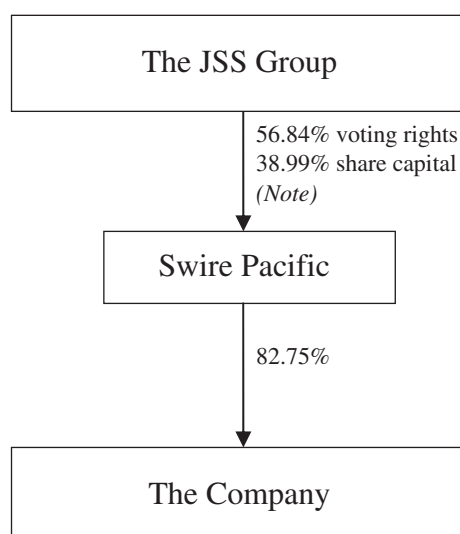 The JSS Group
56.84% voting rights
38.99% share capital
(Note)
Swire Pacific
82.75%
The Company